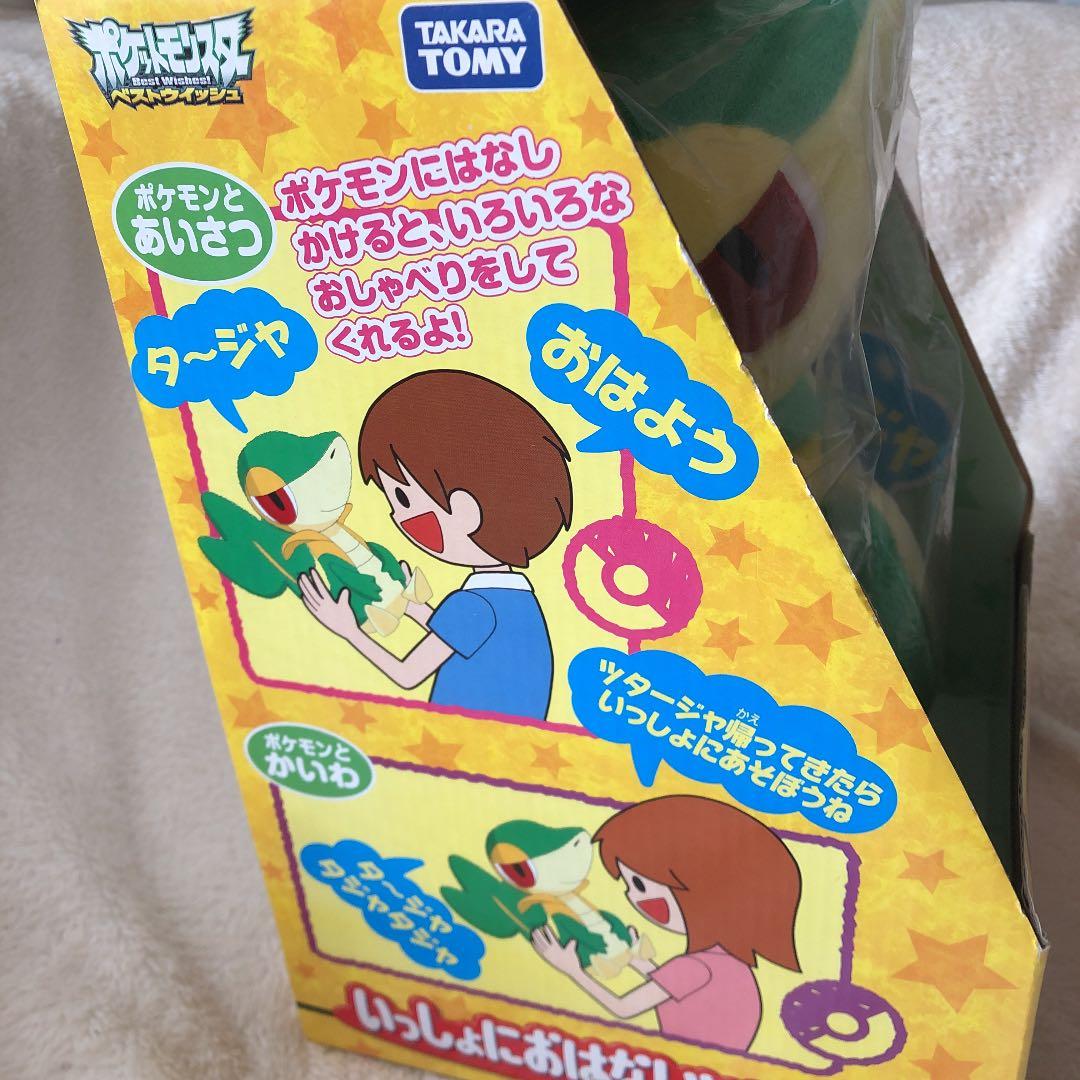 ポケットモンスター
Best Wishes!
ベストウイッシュ
TAKARA
TOMY
ポケモンと
あいさつ
ポケモンにはなし
かけると、いろいろな
おしゃべりをして
くれるよ!
タ〜ジャ
おはよう
ツタージャ帰ってきたら
かえ
いっしょにあそぼうね
ポケモンと
かいわ
タ〜ジャ
タジャタジャ
いっしょにおはなし